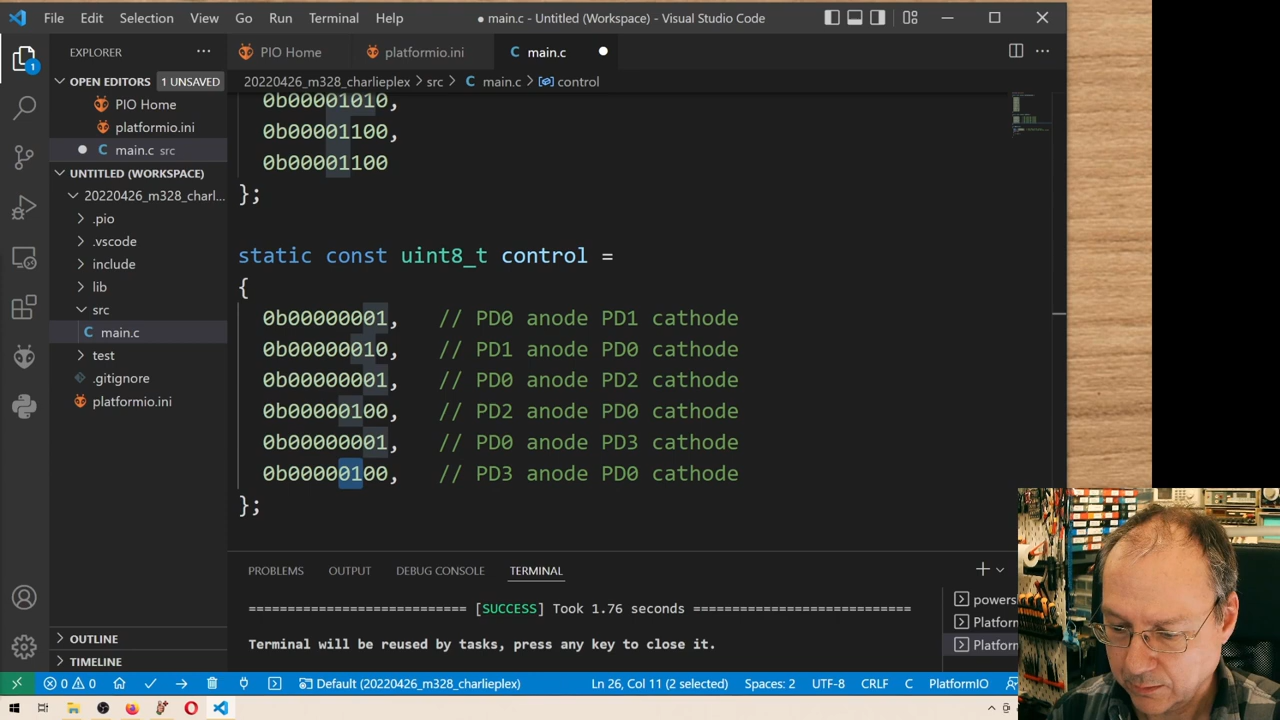 File Edit Selection View Go Run Terminal Help ● main.c - Untitled (Workspace) - Visual Studio Code
EXPLORER ...
PIO Home platformio.ini C main.c ●
OPEN EDITORS 1 UNSAVED
20220426_m328_charlieplex > src > C main.c > control
PIO Home
platformio.ini
● main.c src
UNTITLED (WORKSPACE)
20220426_m328_charl...
.pio
.vscode
include
lib
src
C main.c
test
.gitignore
platformio.ini
OUTLINE
TIMELINE
1
0b00001010,
0b00001100,
0b00001100
};
static const uint8_t control =
{
0b00000001, // PD0 anode PD1 cathode
0b00000010, // PD1 anode PD0 cathode
0b00000001, // PD0 anode PD2 cathode
0b00000100, // PD2 anode PD0 cathode
0b00000001, // PD0 anode PD3 cathode
0b00000100, // PD3 anode PD0 cathode
};
PROBLEMS OUTPUT DEBUG CONSOLE TERMINAL
=========================== [SUCCESS] Took 1.76 seconds ===========================
Terminal will be reused by tasks, press any key to close it.
powers
Platform
Platform
0 0 Default (20220426_m328_charlieplex) Ln 26, Col 11 (2 selected) Spaces: 2 UTF-8 CRLF C PlatformIO